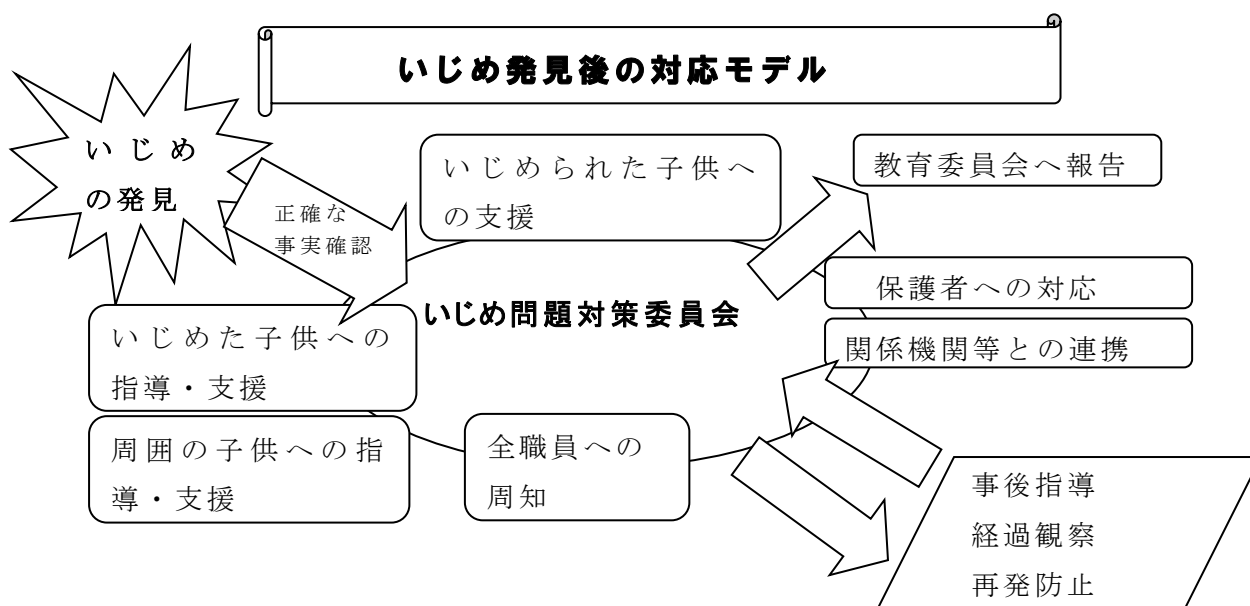 いじめ発見後の対応モデル
いじめ
の発見
正確な
事実確認
いじめられた子供へ
の支援
教育委員会へ報告
保護者への対応
関係機関等との連携
いじめ問題対策委員会
いじめた子供への
指導・支援
周囲の子供への指
導・支援
全職員への
周知
事後指導
経過観察
再発防止